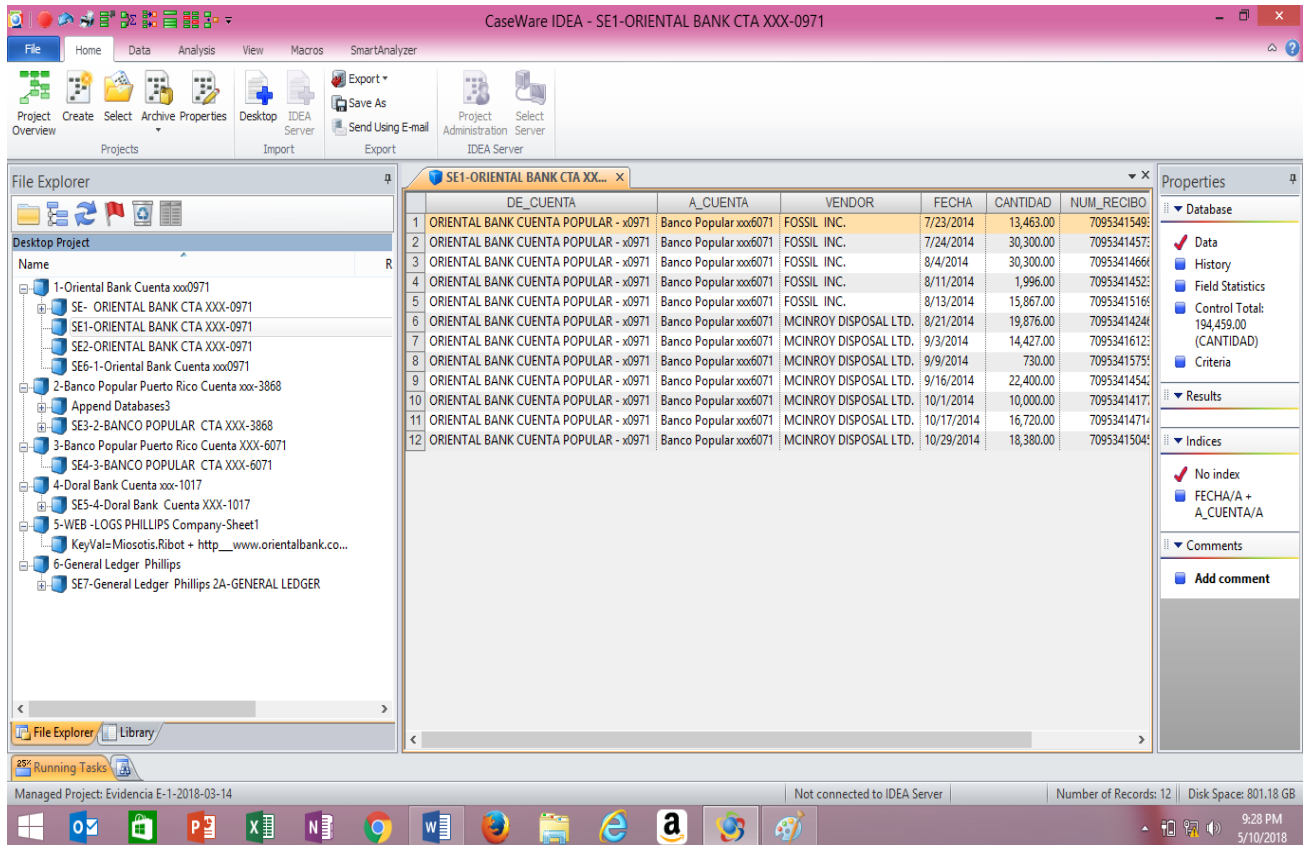 CaseWare IDEA - SE1-ORIENTAL BANK CTA XXX-0971
File Home Data Analysis View Macros SmartAnalyzer
Project Overview
Create
Select
Archive
Properties
Desktop
IDEA Server
Export
Save As
Send Using E-mail
Project Administration
Select Server
Projects Import Export IDEA Server
File Explorer
Desktop Project
Name R
1-Oriental Bank Cuenta xxx0971
SE- ORIENTAL BANK CTA XXX-0971
SE1-ORIENTAL BANK CTA XXX-0971
SE2-ORIENTAL BANK CTA XXX-0971
SE6-1-Oriental Bank Cuenta xxx0971
2-Banco Popular Puerto Rico Cuenta xxx-3868
Append Databases3
SE3-2-BANCO POPULAR CTA XXX-3868
3-Banco Popular Puerto Rico Cuenta XXX-6071
SE4-3-BANCO POPULAR CTA XXX-6071
4-Doral Bank Cuenta xxx-1017
SE5-4-Doral Bank Cuenta XXX-1017
5-WEB -LOGS PHILLIPS Company-Sheet1
KeyVal=Miosotis.Ribot + http__www.orientalbank.co...
6-General Ledger Phillips
SE7-General Ledger Phillips 2A-GENERAL LEDGER
File Explorer Library
SE1-ORIENTAL BANK CTA XX... X
DE_CUENTA A_CUENTA VENDOR FECHA CANTIDAD NUM_RECIBO
1 ORIENTAL BANK CUENTA POPULAR - x0971 Banco Popular xxx6071 FOSSIL INC. 7/23/2014 13,463.00
2 ORIENTAL BANK CUENTA POPULAR - x0971 Banco Popular xxx6071 FOSSIL INC. 7/24/2014 30,300.00
3 ORIENTAL BANK CUENTA POPULAR - x0971 Banco Popular xxx6071 FOSSIL INC. 8/4/2014 30,300.00
4 ORIENTAL BANK CUENTA POPULAR - x0971 Banco Popular xxx6071 FOSSIL INC. 8/11/2014 1,996.00
5 ORIENTAL BANK CUENTA POPULAR - x0971 Banco Popular xxx6071 FOSSIL INC. 8/13/2014 15,867.00
6 ORIENTAL BANK CUENTA POPULAR - x0971 Banco Popular xxx6071 MCINROY DISPOSAL LTD. 8/21/2014 19,876.00
7 ORIENTAL BANK CUENTA POPULAR - x0971 Banco Popular xxx6071 MCINROY DISPOSAL LTD. 9/3/2014 14,427.00
8 ORIENTAL BANK CUENTA POPULAR - x0971 Banco Popular xxx6071 MCINROY DISPOSAL LTD. 9/9/2014 730.00
9 ORIENTAL BANK CUENTA POPULAR - x0971 Banco Popular xxx6071 MCINROY DISPOSAL LTD. 9/16/2014 22,400.00
10 ORIENTAL BANK CUENTA POPULAR - x0971 Banco Popular xxx6071 MCINROY DISPOSAL LTD. 10/1/2014 10,000.00
11 ORIENTAL BANK CUENTA POPULAR - x0971 Banco Popular xxx6071 MCINROY DISPOSAL LTD. 10/17/2014 16,720.00
12 ORIENTAL BANK CUENTA POPULAR - x0971 Banco Popular xxx6071 MCINROY DISPOSAL LTD. 10/29/2014 18,380.00
Properties
Database
Data
History
Field Statistics
Control Total:
194,459.00
(CANTIDAD)
Criteria
Results
Indices
No index
FECHA/A +
A_CUENTA/A
Comments
Add comment
25% Running Tasks
Managed Project: Evidencia E-1-2018-03-14 Not connected to IDEA Server Number of Records: 12 Disk Space: 801.18 GB
9:28 PM
5/10/2018